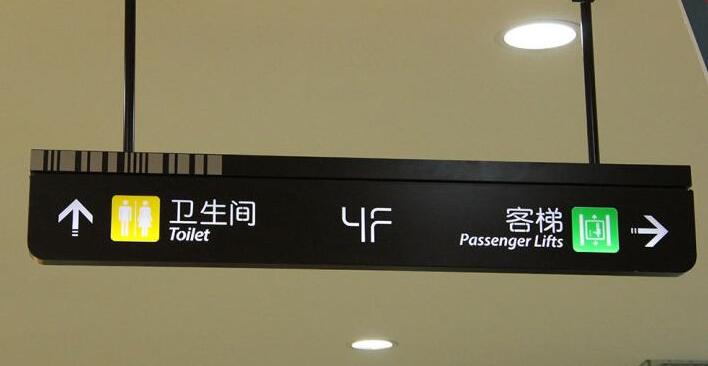 卫生间
Toilet
4F
客梯
Passenger Lifts